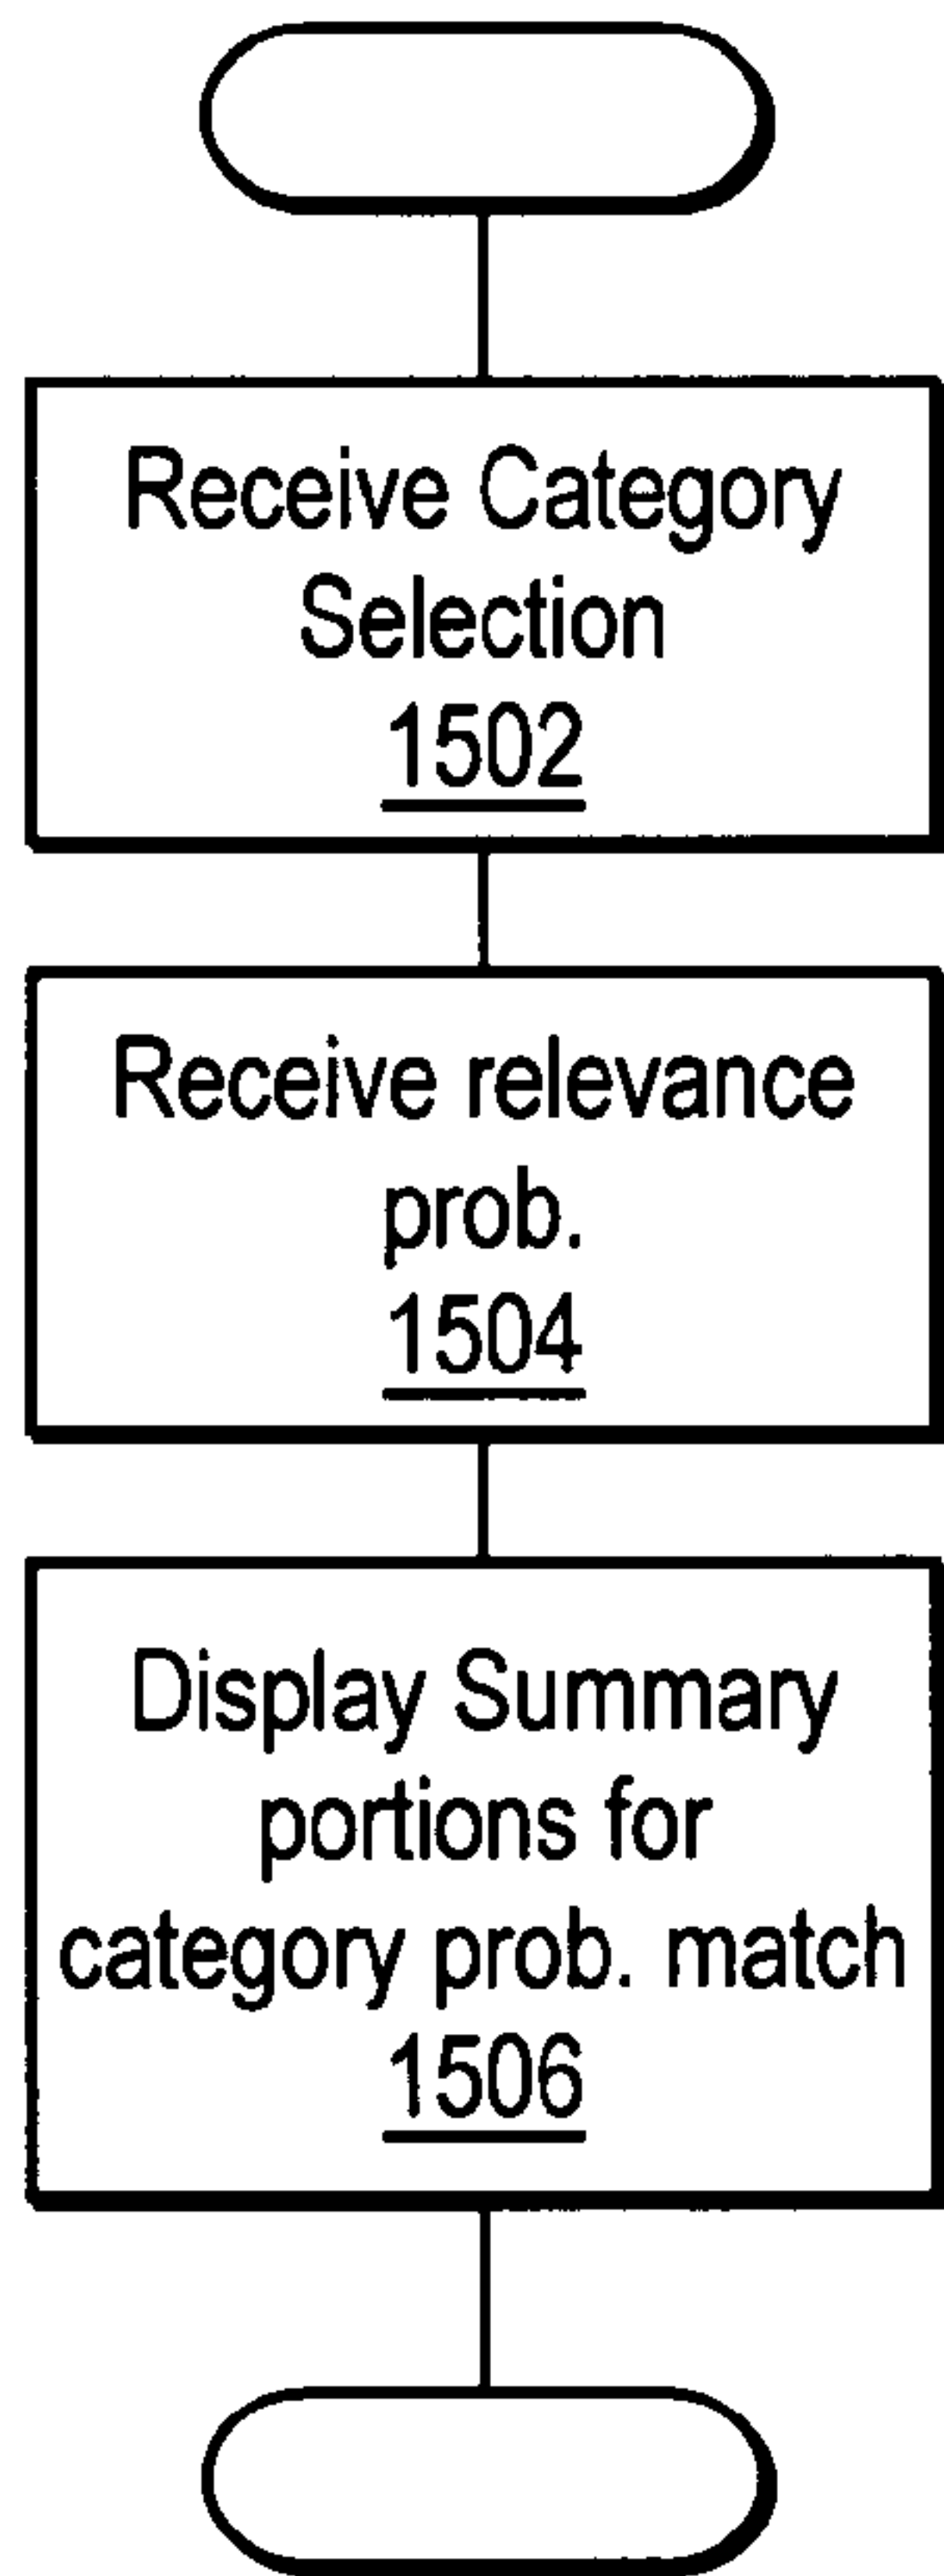 Receive Category
Selection
1502
Receive relevance
prob.
1504
Display Summary
portions for
category prob. match
1506